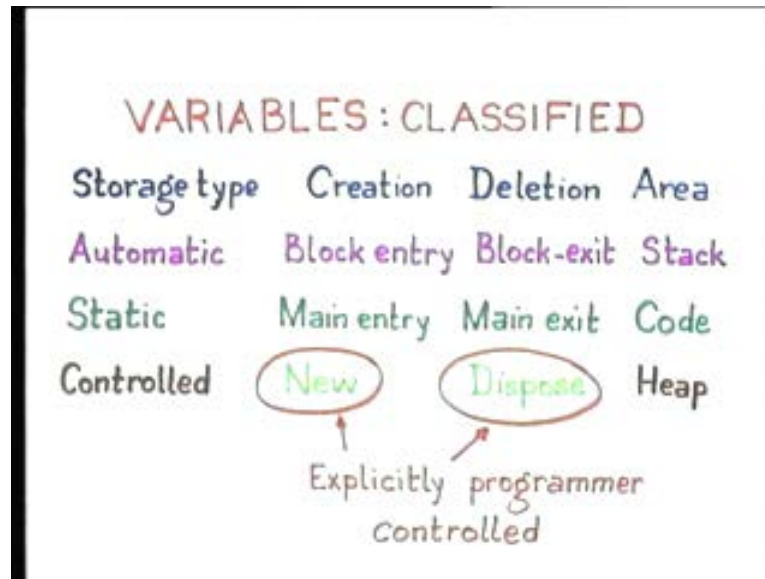 VARIABLES : CLASSIFIED
Storage type Creation Deletion Area
Automatic Block entry Block-exit Stack
Static Main entry Main exit Code
Controlled New Dispose Heap
Explicitly programmer
controlled